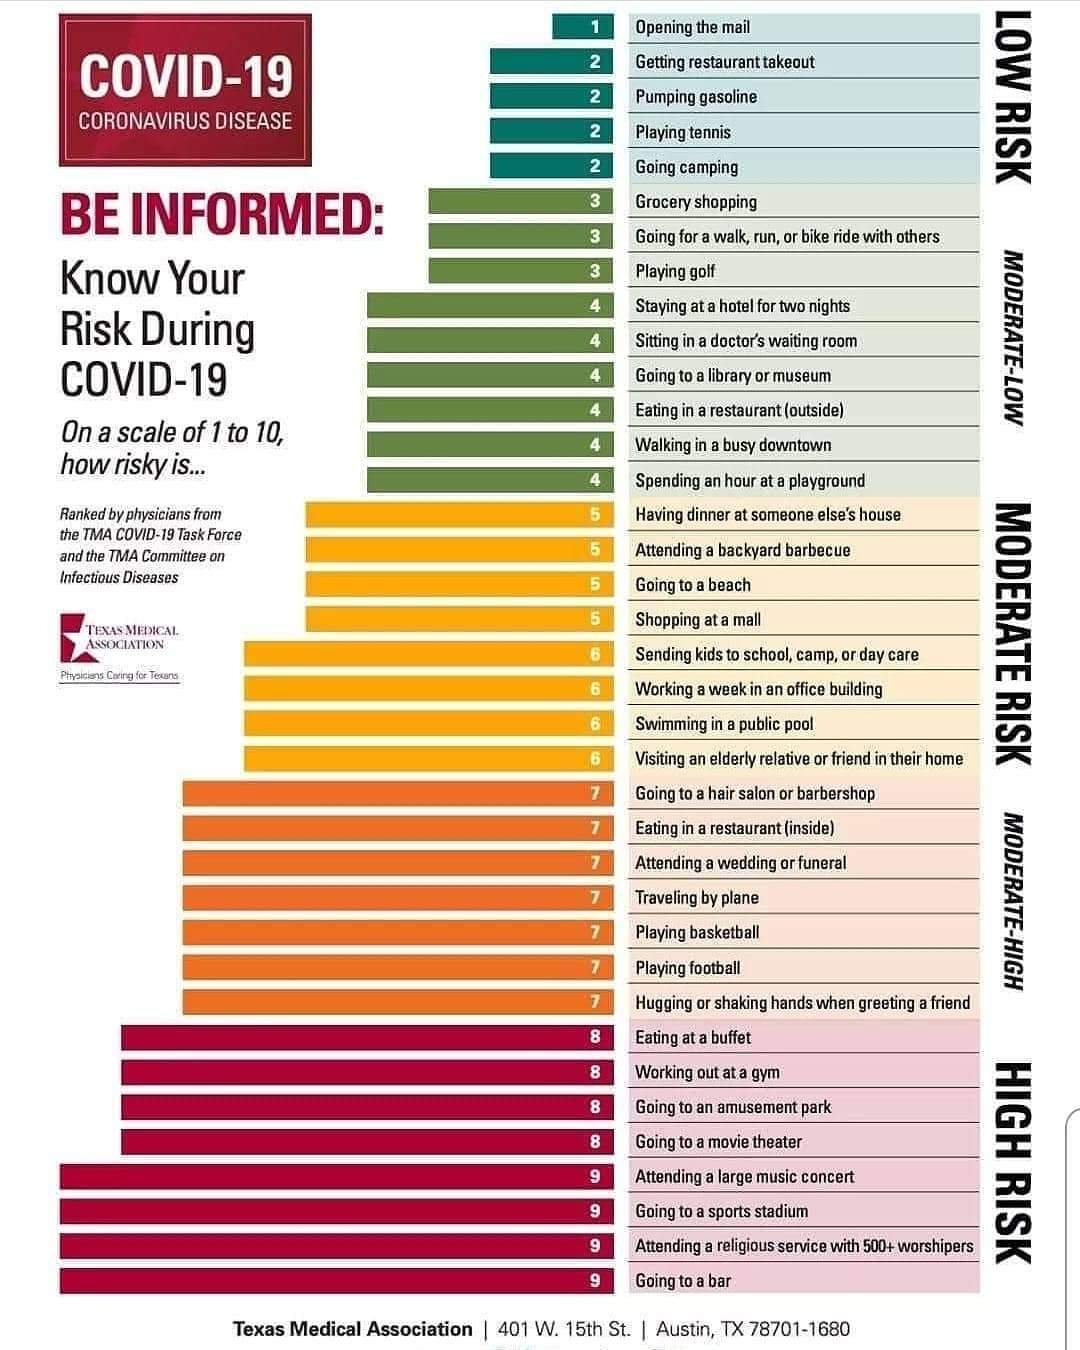 COVID-19
CORONAVIRUS DISEASE
BE INFORMED:
Know Your
Risk During
COVID-19
On a scale of 1 to 10,
how risky is...
Ranked by physicians from
the TMA COVID-19 Task Force
and the TMA Committee on
Infectious Diseases
TEXAS MEDICAL
ASSOCIATION
Physicians Caring for Texans
1 Opening the mail
2 Getting restaurant takeout
2 Pumping gasoline
2 Playing tennis
2 Going camping
3 Grocery shopping
3 Going for a walk, run, or bike ride with others
3 Playing golf
4 Staying at a hotel for two nights
4 Sitting in a doctor's waiting room
4 Going to a library or museum
4 Eating in a restaurant (outside)
4 Walking in a busy downtown
4 Spending an hour at a playground
5 Having dinner at someone else's house
5 Attending a backyard barbecue
5 Going to a beach
5 Shopping at a mall
6 Sending kids to school, camp, or day care
6 Working a week in an office building
6 Swimming in a public pool
6 Visiting an elderly relative or friend in their home
7 Going to a hair salon or barbershop
7 Eating in a restaurant (inside)
7 Attending a wedding or funeral
7 Traveling by plane
7 Playing basketball
7 Playing football
7 Hugging or shaking hands when greeting a friend
8 Eating at a buffet
8 Working out at a gym
8 Going to an amusement park
8 Going to a movie theater
9 Attending a large music concert
9 Going to a sports stadium
9 Attending a religious service with 500+ worshipers
9 Going to a bar
LOW RISK
MODERATE-LOW
MODERATE RISK
MODERATE-HIGH
HIGH RISK
Texas Medical Association | 401 W. 15th St. | Austin, TX 78701-1680